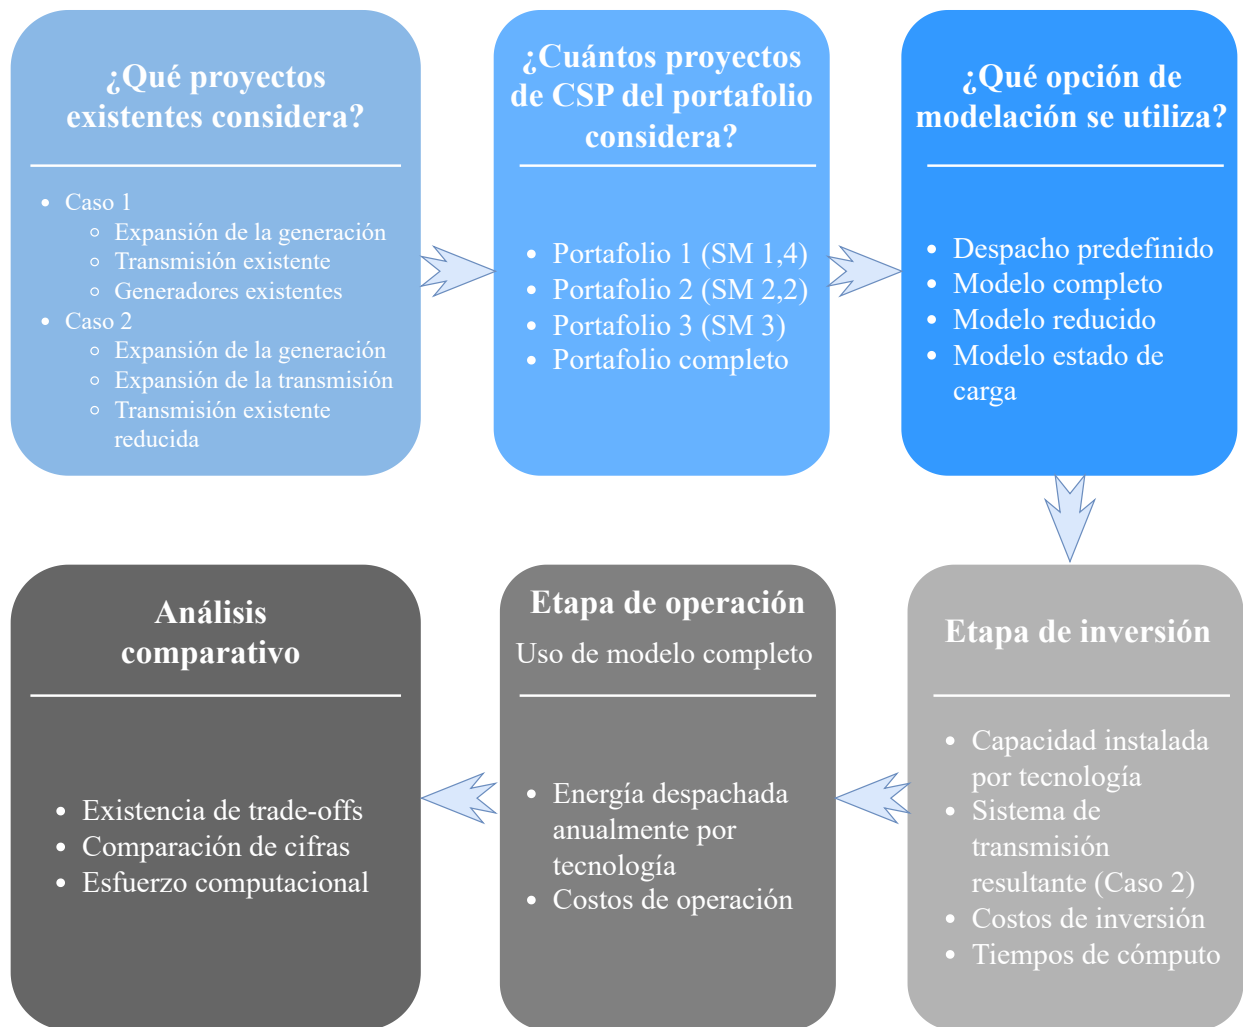 ¿Qué proyectos
existentes considera?
• Caso 1
◦ Expansión de la generación
◦ Transmisión existente
◦ Generadores existentes
• Caso 2
◦ Expansión de la generación
◦ Expansión de la transmisión
◦ Transmisión existente
reducida
¿Cuántos proyectos
de CSP del portafolio
considera?
• Portafolio 1 (SM 1,4)
• Portafolio 2 (SM 2,2)
• Portafolio 3 (SM 3)
• Portafolio completo
¿Qué opción de
modelación se utiliza?
• Despacho predefinido
• Modelo completo
• Modelo reducido
• Modelo estado de
carga
Etapa de inversión
• Capacidad instalada
por tecnología
• Sistema de
transmisión
resultante (Caso 2)
• Costos de inversión
• Tiempos de cómputo
Etapa de operación
Uso de modelo completo
• Energía despachada
anualmente por
tecnología
• Costos de operación
Análisis
comparativo
• Existencia de trade-offs
• Comparación de cifras
• Esfuerzo computacional